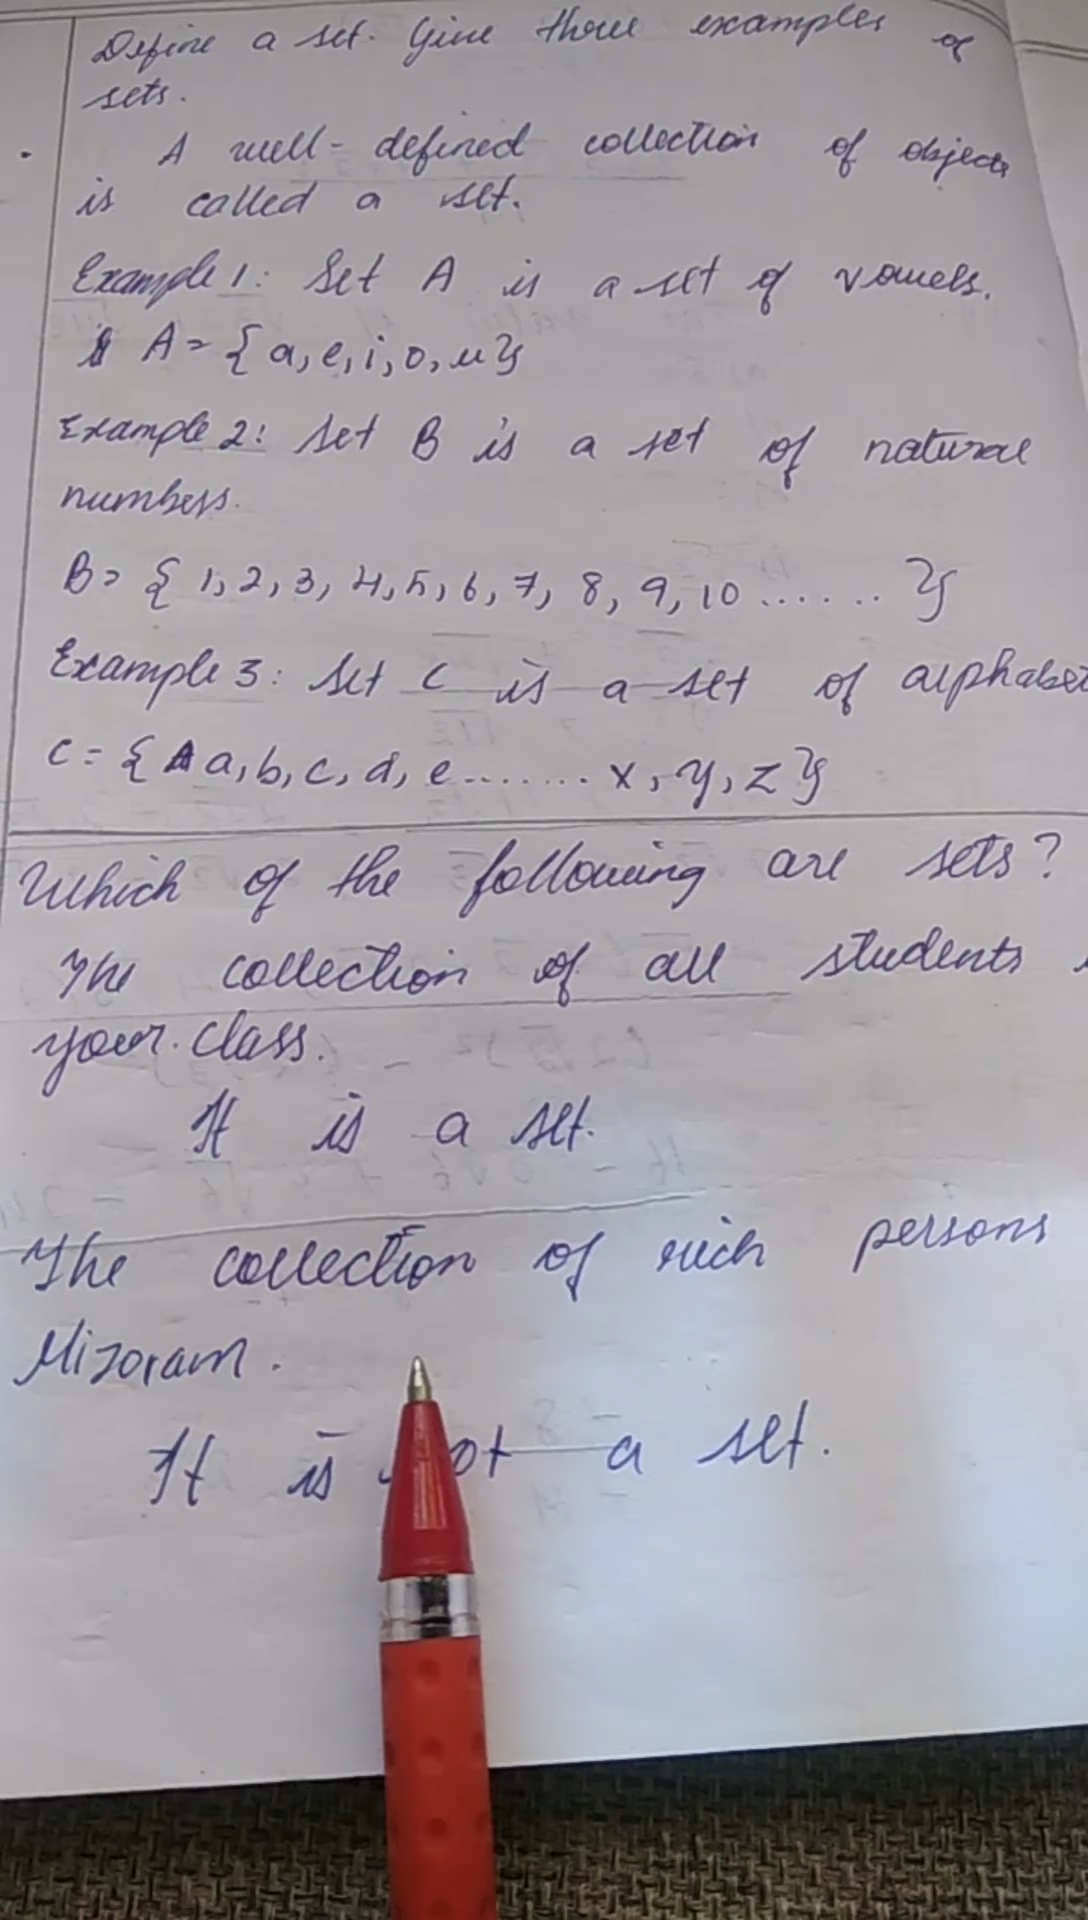 Define a set. Give three examples of
sets.
A well-defined collection of objects
is called a set.
Example 1: Set A is a set of vowels.
A = {a, e, i, o, u}
Example 2: Set B is a set of natural
numbers.
B = {1, 2, 3, 4, 5, 6, 7, 8, 9, 10 ...... }
Example 3: Set C is a set of alphabet
C = {a, b, c, d, e ....... x, y, z}
Which of the following are sets?
The collection of all students
your class.
It is a set.
The collection of rich persons
Mizoram.
It is not a set.